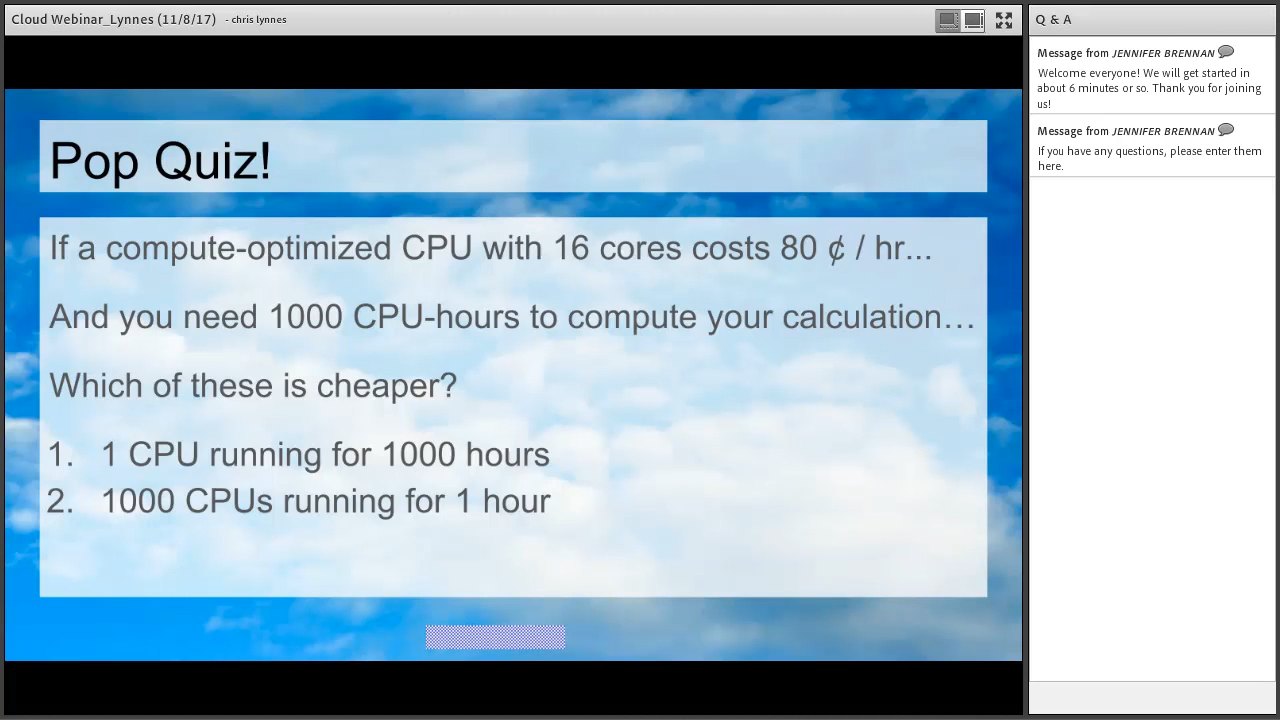 Cloud Webinar_Lynnes (11/8/17) - chris lynnes
Pop Quiz!
If a compute-optimized CPU with 16 cores costs 80 ¢ / hr...
And you need 1000 CPU-hours to compute your calculation…
Which of these is cheaper?
1. 1 CPU running for 1000 hours
2. 1000 CPUs running for 1 hour
Q & A
Message from JENNIFER BRENNAN
Welcome everyone! We will get started in
about 6 minutes or so. Thank you for joining
us!
Message from JENNIFER BRENNAN
If you have any questions, please enter them
here.